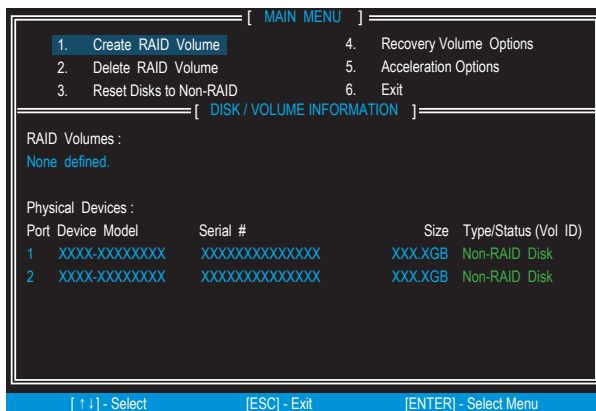 [ MAIN MENU ]
1. Create RAID Volume 4. Recovery Volume Options
2. Delete RAID Volume 5. Acceleration Options
3. Reset Disks to Non-RAID 6. Exit
[ DISK / VOLUME INFORMATION ]
RAID Volumes :
None defined.
Physical Devices :
Port Device Model Serial # Size Type/Status (Vol ID)
1 XXXX-XXXXXXXX XXXXXXXXXXXXXX XXX.XGB Non-RAID Disk
2 XXXX-XXXXXXXX XXXXXXXXXXXXXX XXX.XGB Non-RAID Disk
[ ↑↓] - Select [ESC] - Exit [ENTER] - Select Menu